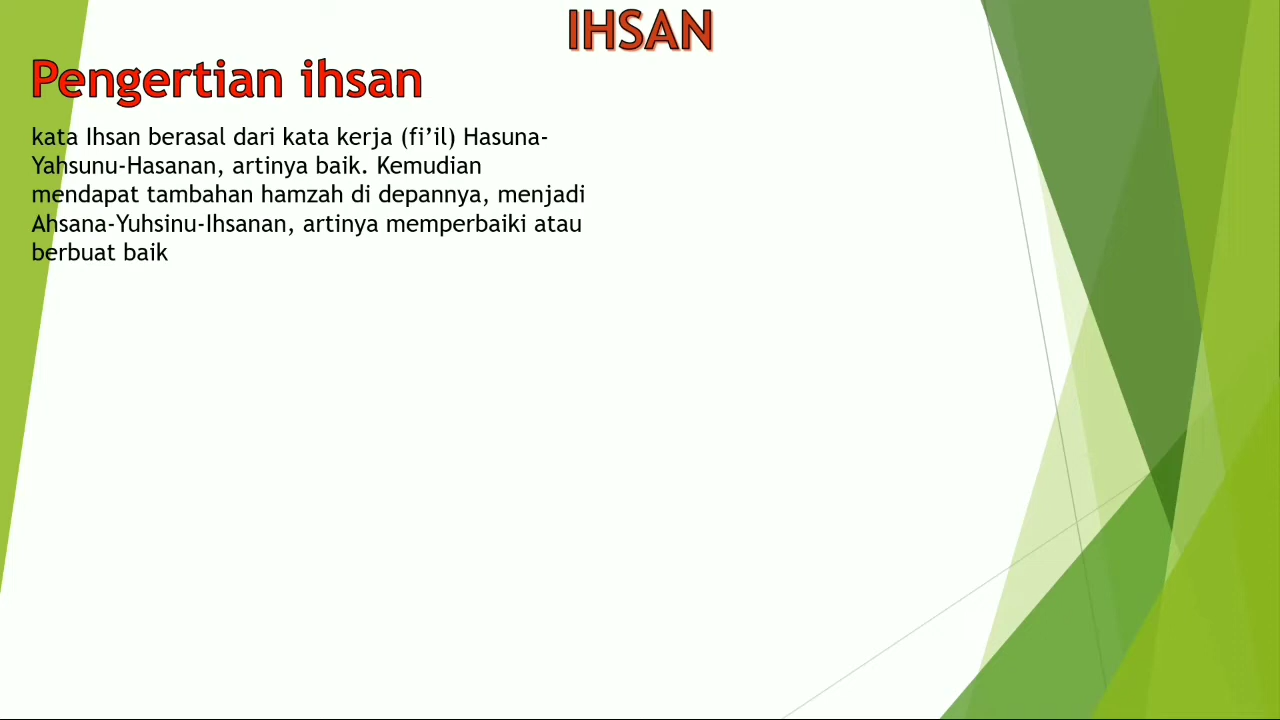 IHSAN
Pengertian ihsan
kata Ihsan berasal dari kata kerja (fi’il) Hasuna-
Yahsunu-Hasanan, artinya baik. Kemudian
mendapat tambahan hamzah di depannya, menjadi
Ahsana-Yuhsinu-Ihsanan, artinya memperbaiki atau
berbuat baik